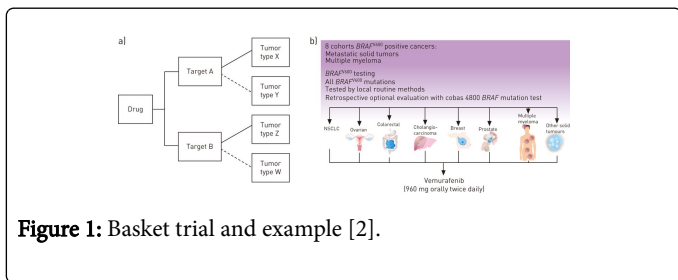 a)
Drug
Target A
Target B
Tumor
type X
Tumor
type Y
Tumor
type Z
Tumor
type W
b)
8 cohorts BRAFV600 positive cancers:
Metastatic solid tumors
Multiple myeloma
BRAFV600 testing
All BRAFV600 mutations
Tested by local routine methods
Retrospective optional evaluation with cobas 4800 BRAF mutation test
NSCLC
Ovarian
Colorectal
Cholangio-
carcinoma
Breast
Prostate
Multiple
myeloma
Other solid
tumours
Vemurafenib
(960 mg orally twice daily)
Figure 1: Basket trial and example [2].